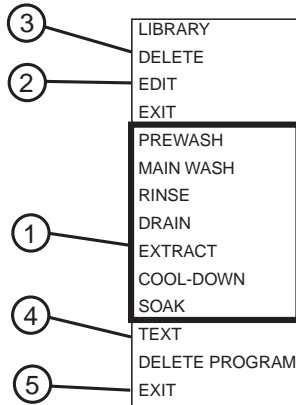 LIBRARY
3
DELETE
2
EDIT
EXIT
PREWASH
MAIN WASH
RINSE
DRAIN
1
EXTRACT
COOL-DOWN
SOAK
4
TEXT
DELETE PROGRAM
5
EXIT